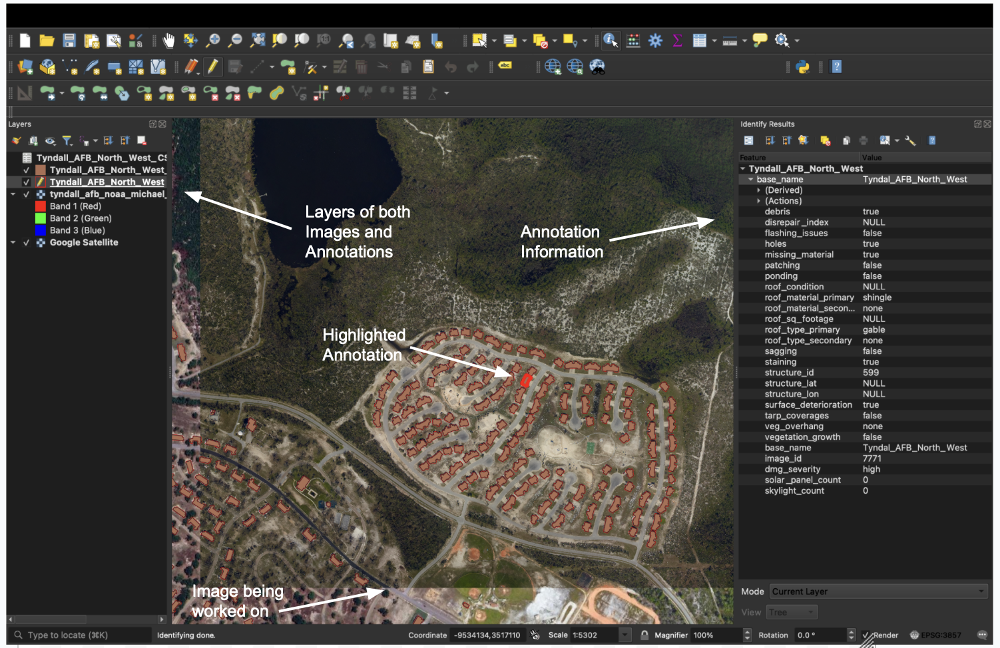 abc
Layers
Tyndall_AFB_North_West_CS
Tyndall_AFB_North_West_
Tyndall_AFB_North_West
tyndall_afb_noaa_michael_
Band 1 (Red)
Band 2 (Green)
Band 3 (Blue)
Google Satellite
Layers of both
Images and
Annotations
Annotation
Information
Highlighted
Annotation
Image being
worked on
Identify Results
Feature Value
Tyndall_AFB_North_West
base_name Tyndal_AFB_North_West
(Derived)
(Actions)
debris true
disrepair_index NULL
flashing_issues false
holes true
missing_material true
patching false
ponding false
roof_condition NULL
roof_material_primary shingle
roof_material_secon... none
roof_sq_footage NULL
roof_type_primary gable
roof_type_secondary none
sagging false
staining true
structure_id 599
structure_lat NULL
structure_lon NULL
surface_deterioration true
tarp_coverages false
veg_overhang none
vegetation_growth false
base_name Tyndal_AFB_North_West
image_id 7771
dmg_severity high
solar_panel_count 0
skylight_count 0
Mode Current Layer
View Tree
Type to locate (⌘K) Identifying done. Coordinate -9534134,3517110 Scale 1:5302 Magnifier 100% Rotation 0.0 ° Render EPSG:3857